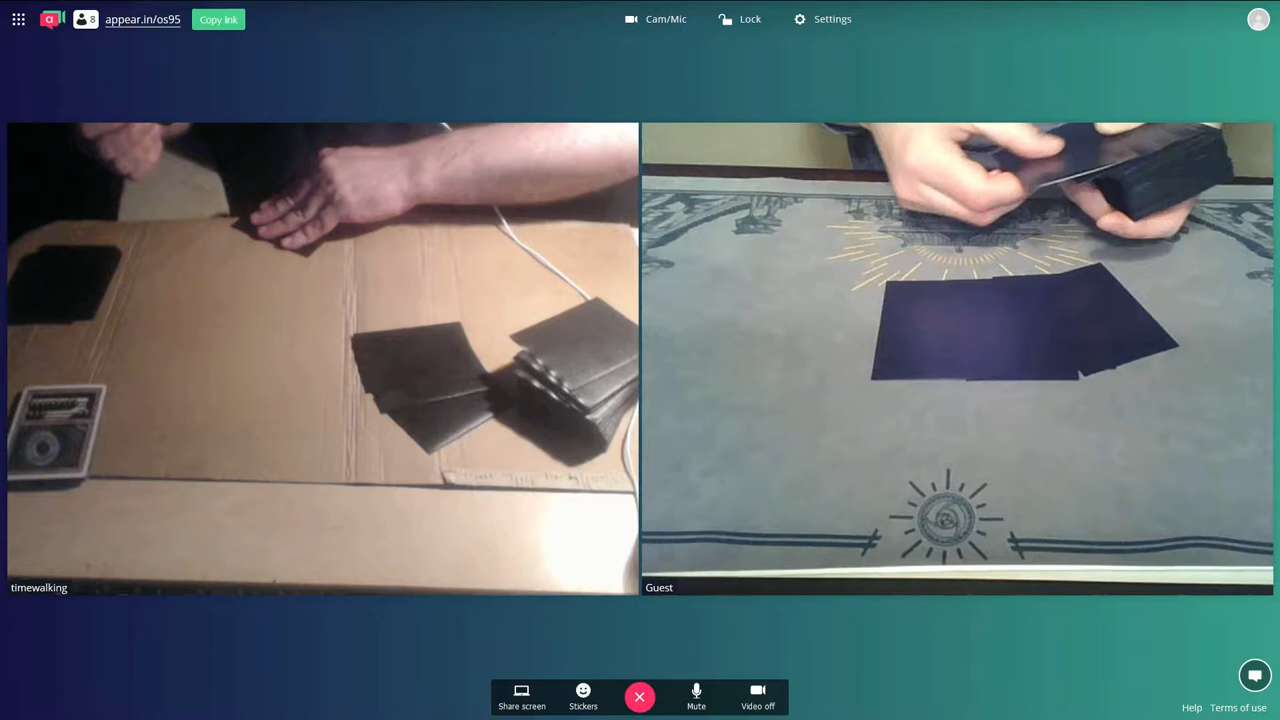 8
appear.in/os95
Copy link
Cam/Mic
Lock
Settings
timewalking
Guest
Share screen
Stickers
Mute
Video off
Help
Terms of use